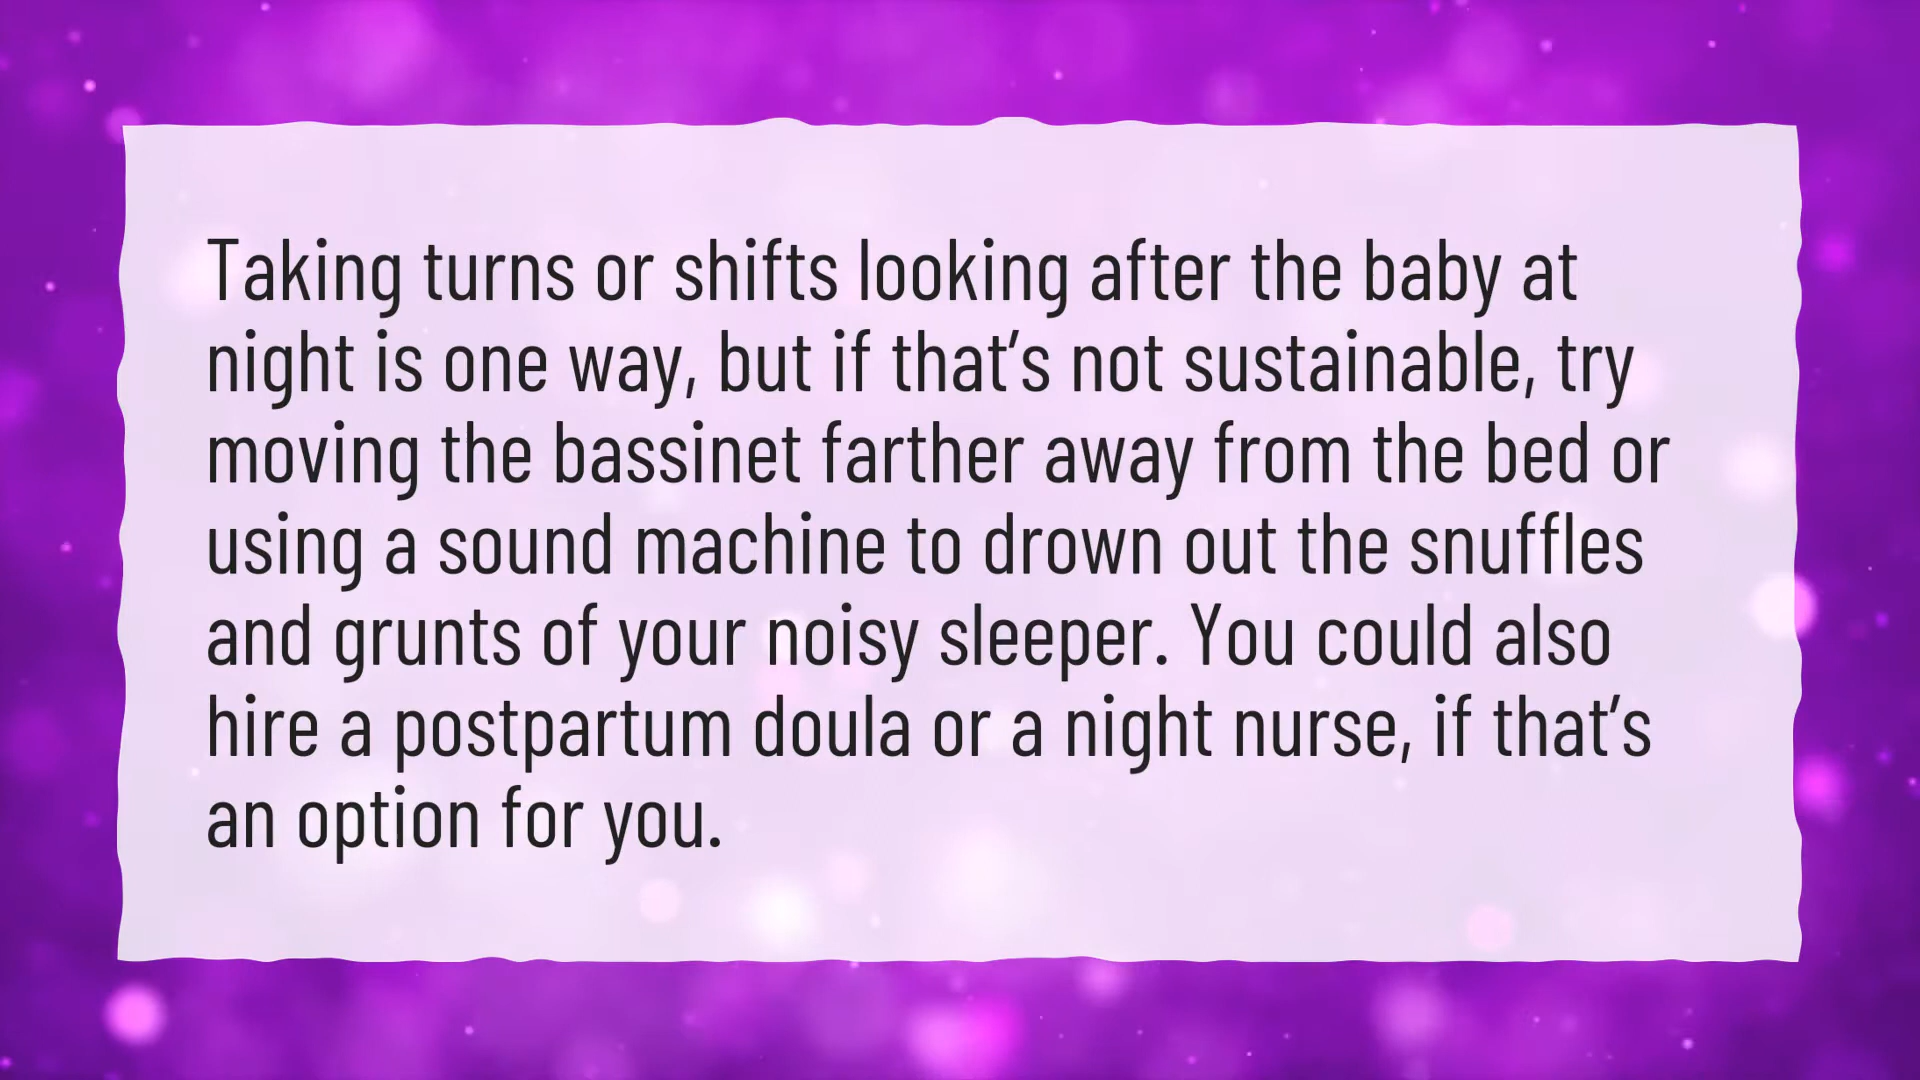 Taking turns or shifts looking after the baby at
night is one way, but if that’s not sustainable, try
moving the bassinet farther away from the bed or
using a sound machine to drown out the snuffles
and grunts of your noisy sleeper. You could also
hire a postpartum doula or a night nurse, if that’s
an option for you.